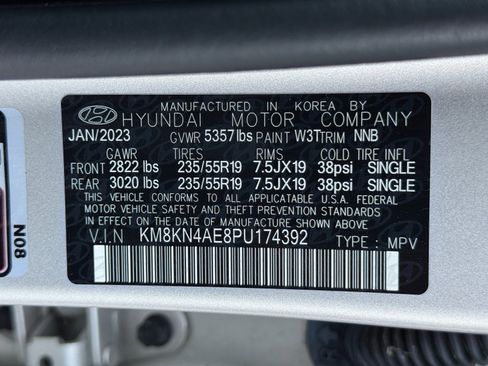 MANUFACTURED IN KOREA BY
HYUNDAI MOTOR COMPANY
JAN/2023 GVWR 5357 lbs PAINT W3T TRIM NNB
GAWR TIRES RIMS COLD TIRE INFL
FRONT 2822 lbs 235/55R19 7.5JX19 38psi SINGLE
REAR 3020 lbs 235/55R19 7.5JX19 38psi SINGLE
THIS VEHICLE CONFORMS TO ALL APPLICABLE U.S.A. FEDERAL
MOTOR VEHICLE SAFETY, BUMPER, AND THEFT PREVENTION
STANDARDS IN EFFECT ON THE DATE OF MANUFACTURE SHOWN ABOVE.
V.I.N KM8KN4AE8PU174392 TYPE : MPV
N08